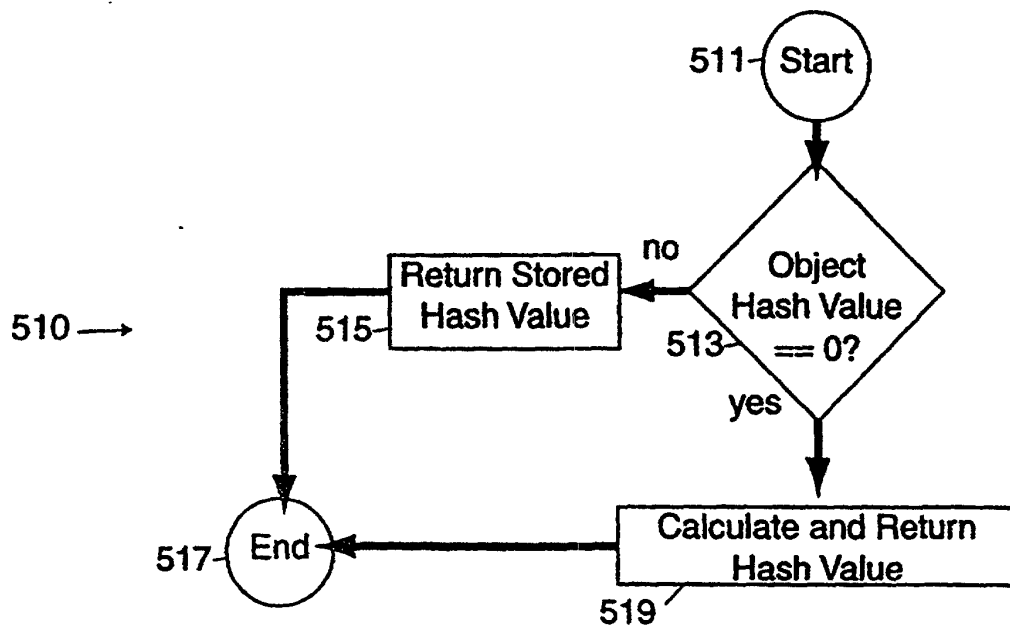 511
Start
no
Object
Hash Value
== 0?
513
Return Stored
Hash Value
515
510
yes
517
End
Calculate and Return
Hash Value
519